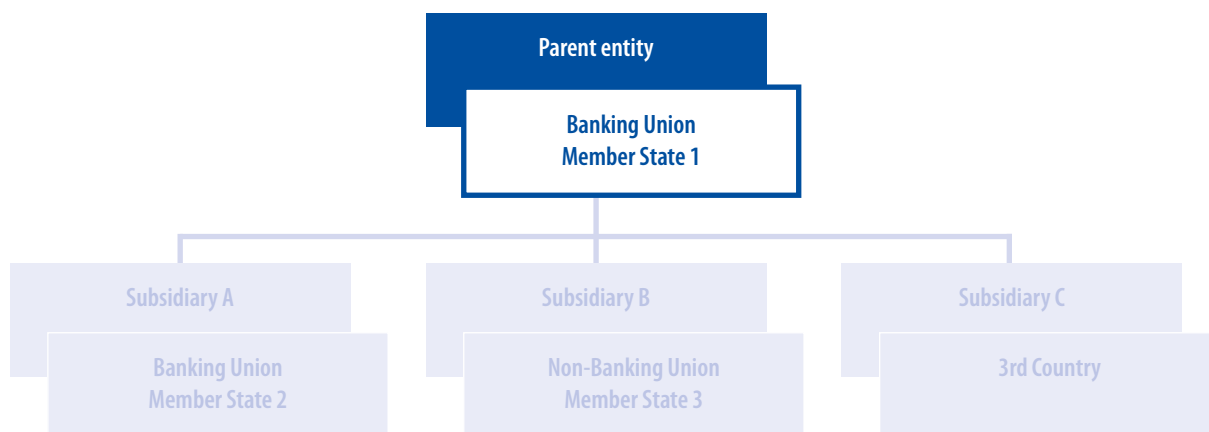 Parent entity
Banking Union
Member State 1
Subsidiary A
Banking Union
Member State 2
Subsidiary B
Non-Banking Union
Member State 3
Subsidiary C
3rd Country